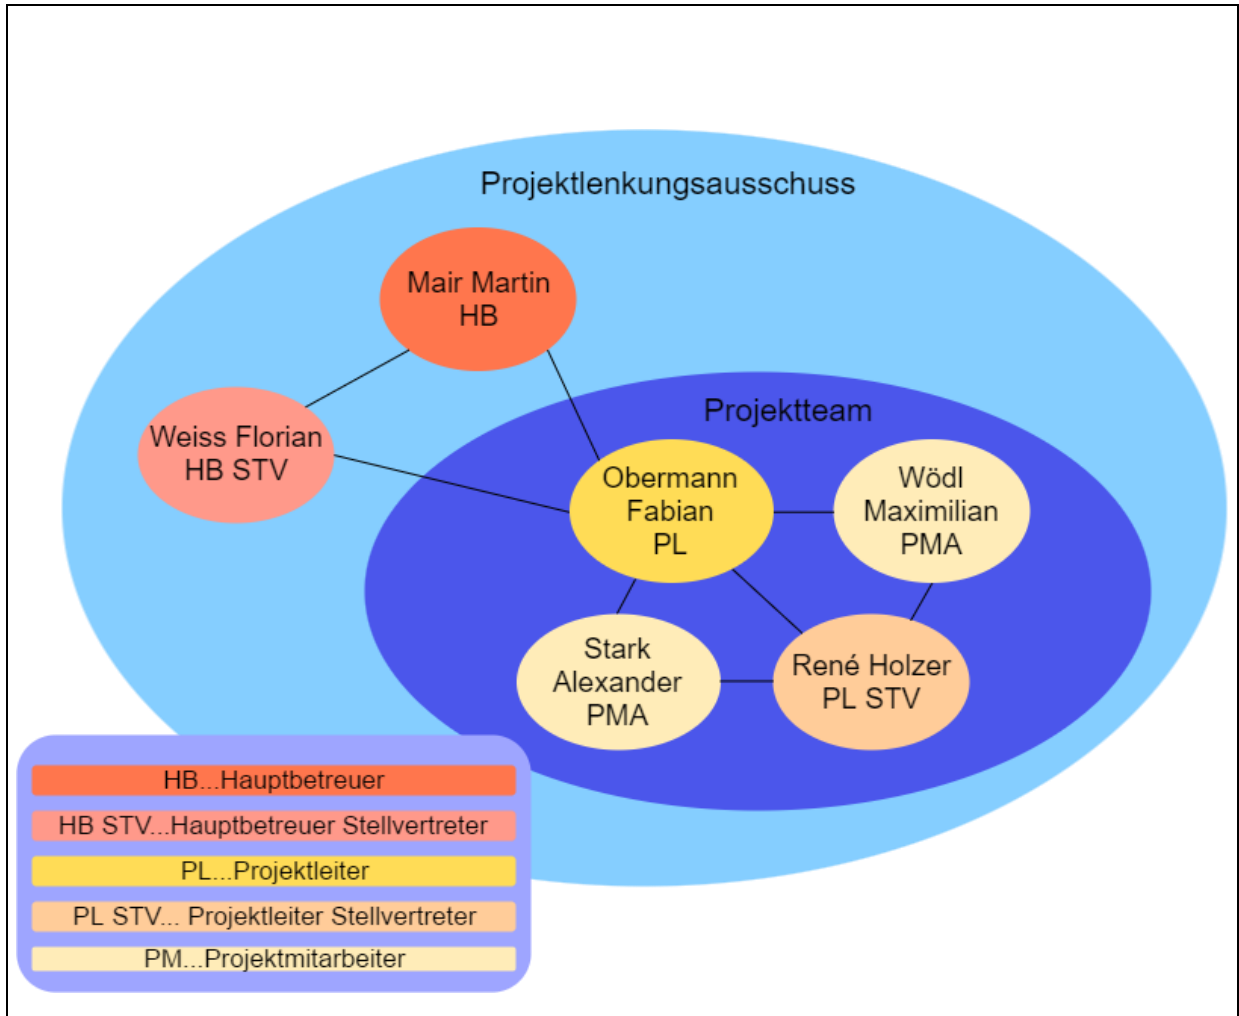 Projektlenkungsausschuss
Mair Martin
HB
Weiss Florian
HB STV
Projektteam
Obermann
Fabian
PL
Wödl
Maximilian
PMA
Stark
Alexander
PMA
René Holzer
PL STV
HB...Hauptbetreuer
HB STV...Hauptbetreuer Stellvertreter
PL...Projektleiter
PL STV... Projektleiter Stellvertreter
PM...Projektmitarbeiter